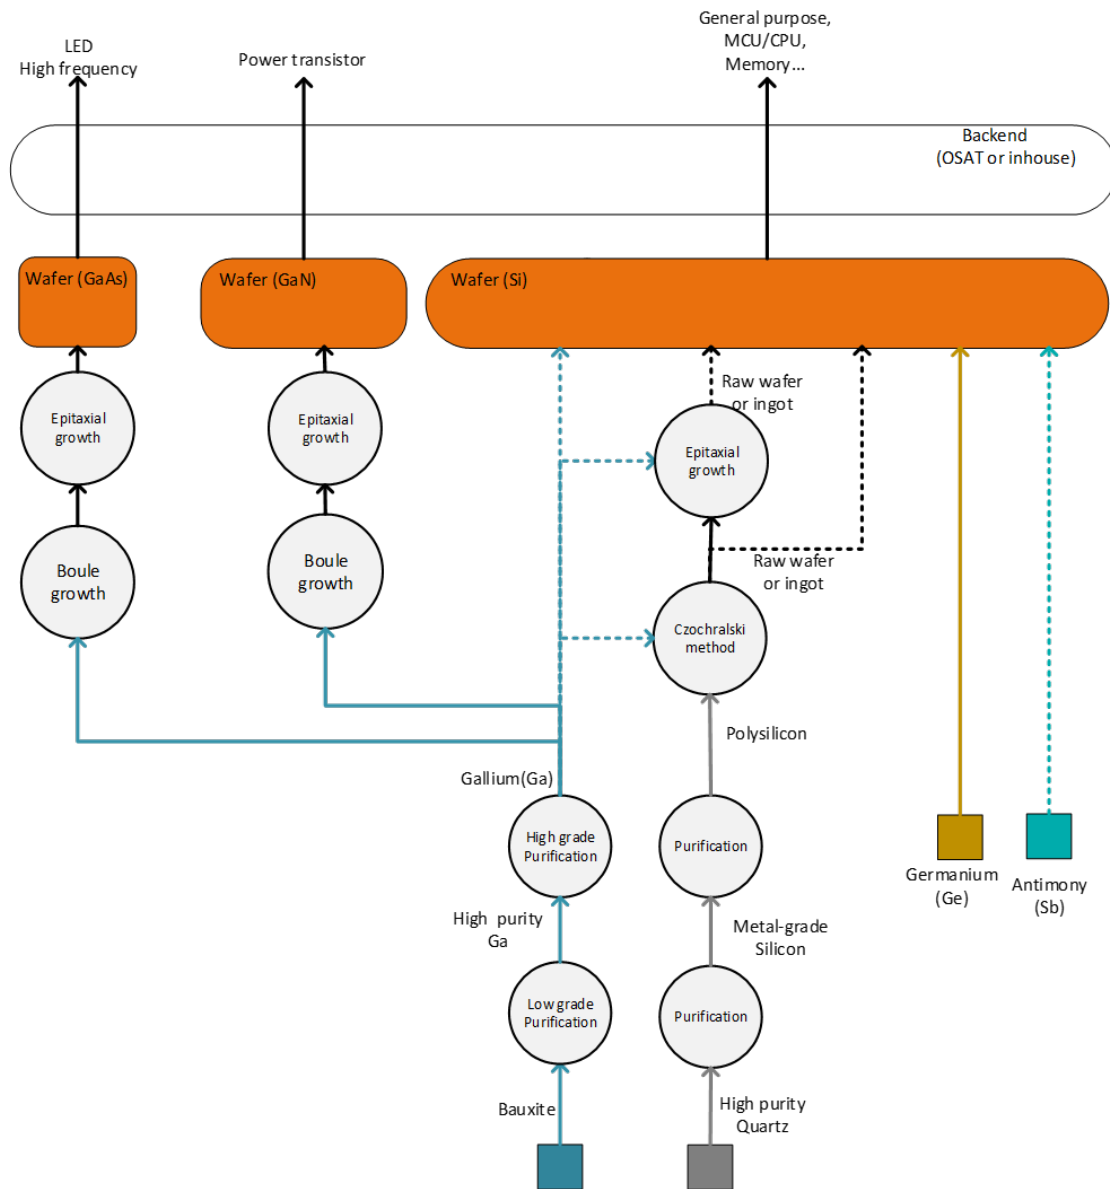 LED
High frequency
Power transistor
General purpose,
MCU/CPU,
Memory...
Backend
(OSAT or inhouse)
Wafer (GaAs)
Wafer (GaN)
Wafer (Si)
Epitaxial
growth
Epitaxial
growth
Raw wafer
or ingot
Epitaxial
growth
Boule
growth
Boule
growth
Raw wafer
or ingot
Czochralski
method
Polysilicon
Gallium(Ga)
High grade
Purification
Purification
Germanium
(Ge)
Antimony
(Sb)
High purity
Ga
Metal-grade
Silicon
Low grade
Purification
Purification
Bauxite
High purity
Quartz